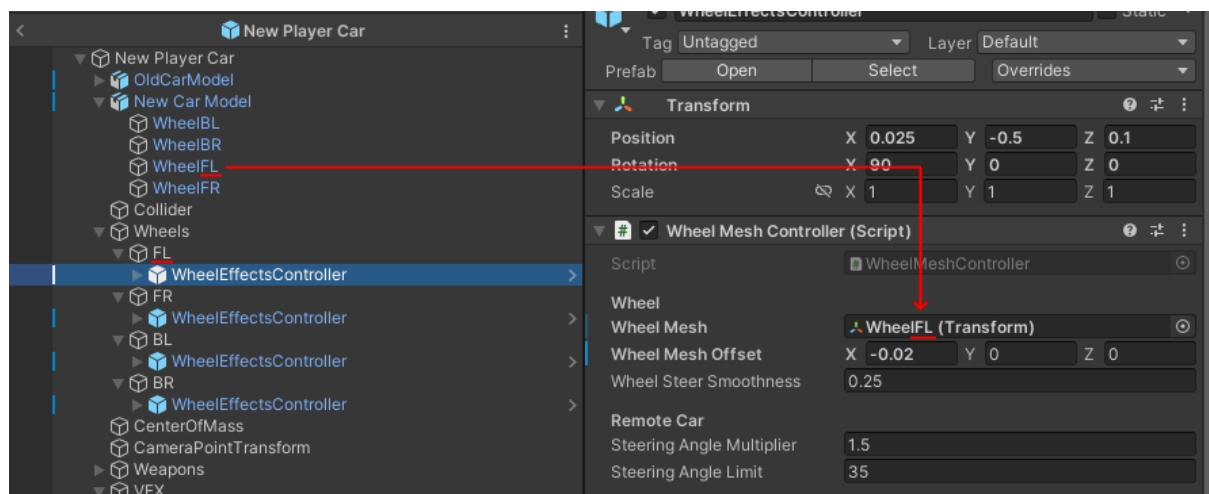 New Player Car
New Player Car
OldCarModel
New Car Model
WheelBL
WheelBR
WheelFL
WheelFR
Collider
Wheels
FL
WheelEffectsController
FR
WheelEffectsController
BL
WheelEffectsController
BR
WheelEffectsController
CenterOfMass
CameraPointTransform
Weapons
VFX
WheelEffectsController Static
Tag Untagged Layer Default
Prefab Open Select Overrides
Transform
Position X 0.025 Y -0.5 Z 0.1
Rotation X 90 Y 0 Z 0
Scale X 1 Y 1 Z 1
# Wheel Mesh Controller (Script)
Script # WheelMeshController
Wheel
Wheel Mesh WheelFL (Transform)
Wheel Mesh Offset X -0.02 Y 0 Z 0
Wheel Steer Smoothness 0.25
Remote Car
Steering Angle Multiplier 1.5
Steering Angle Limit 35